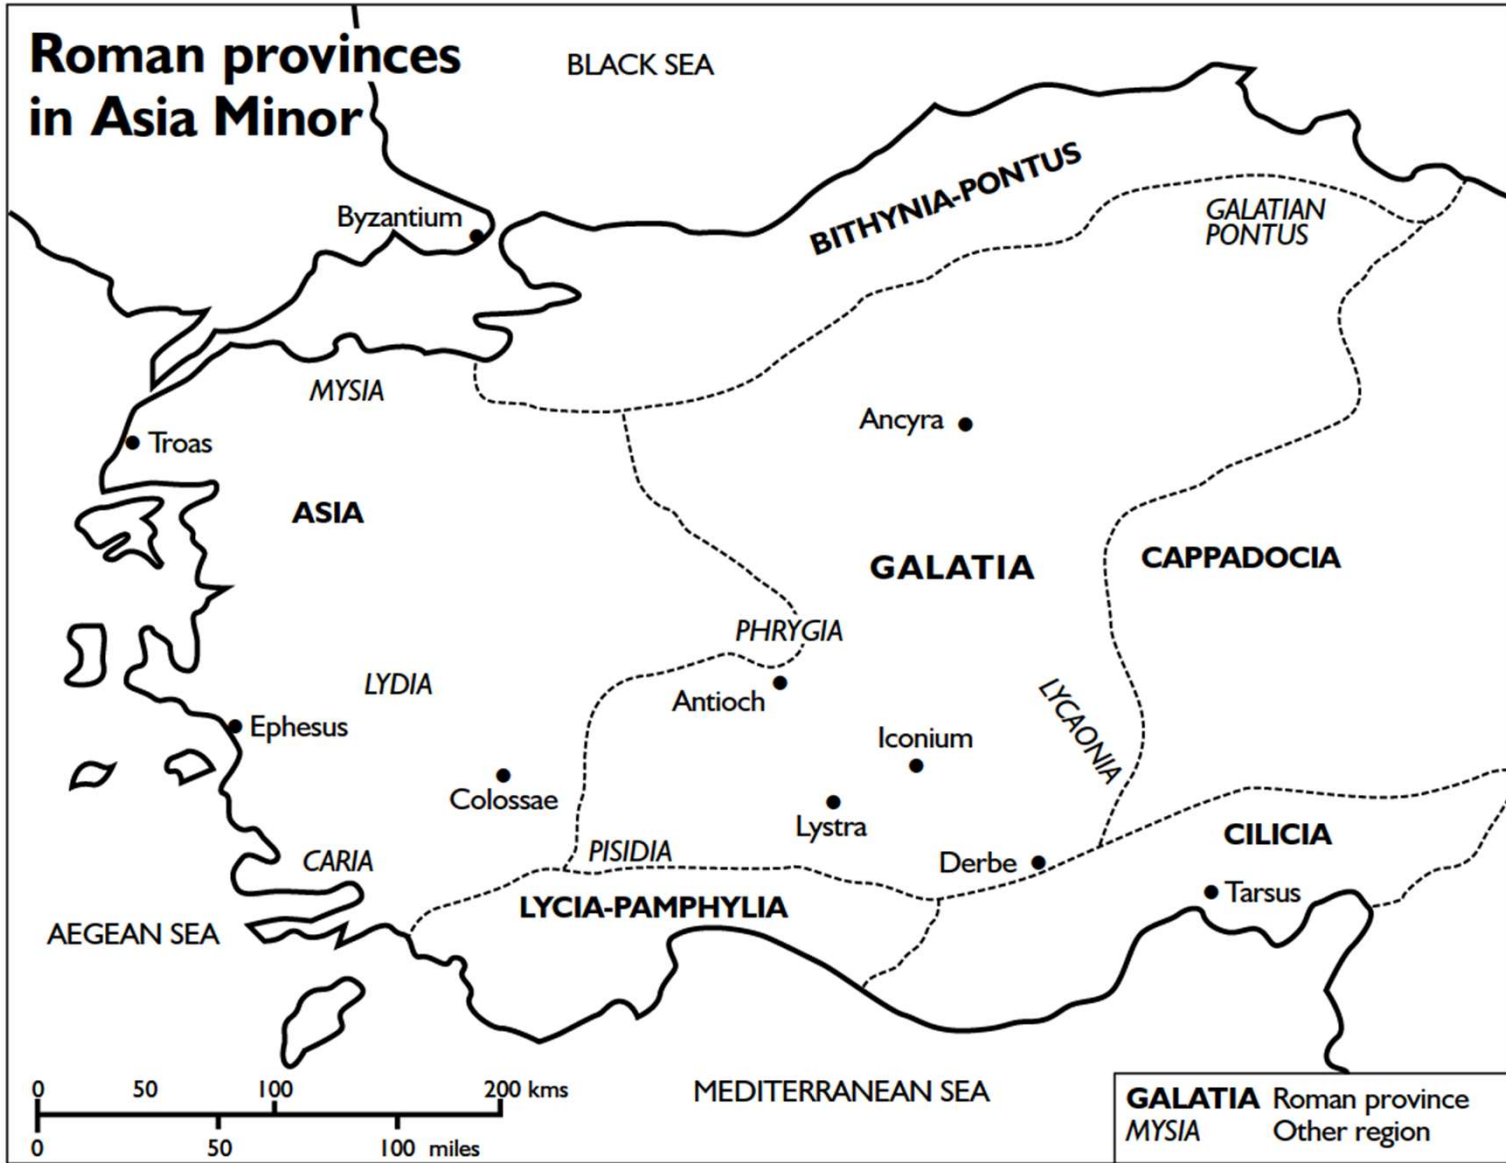 Roman provinces
in Asia Minor
BLACK SEA
BITHYNIA-PONTUS
GALATIAN
PONTUS
Byzantium
MYSIA
Ancyra
Troas
ASIA
GALATIA
CAPPADOCIA
PHRYGIA
LYDIA
Antioch
LYCAONIA
Ephesus
Iconium
Colossae
Lystra
CILICIA
PISIDIA
CARIA
Derbe
Tarsus
LYCIA-PAMPHYLIA
AEGEAN SEA
MEDITERRANEAN SEA
0 50 100 200 kms
0 50 100 miles
GALATIA Roman province
MYSIA Other region